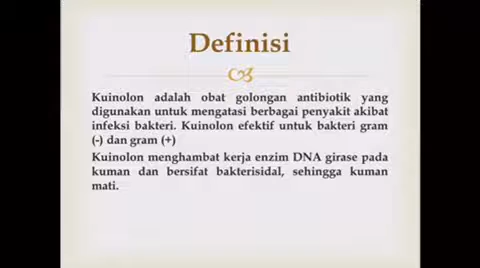 Definisi
Kuinolon adalah obat golongan antibiotik yang
digunakan untuk mengatasi berbagai penyakit akibat
infeksi bakteri. Kuinolon efektif untuk bakteri gram
(-) dan gram (+)
Kuinolon menghambat kerja enzim DNA girase pada
kuman dan bersifat bakterisidal, sehingga kuman
mati.